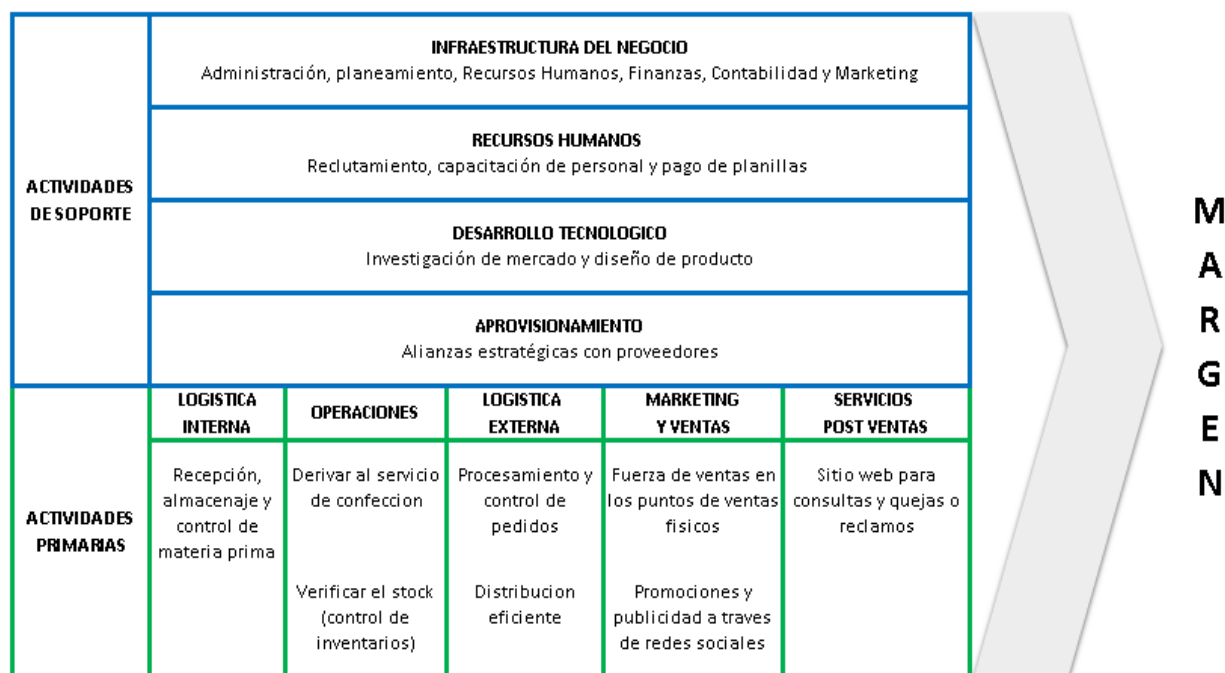 INFRAESTRUCTURA DEL NEGOCIO
Administración, planeamiento, Recursos Humanos, Finanzas, Contabilidad y Marketing
RECURSOS HUMANOS
Reclutamiento, capacitación de personal y pago de planillas
ACTIVIDADES
DE SOPORTE
DESARROLLO TECNOLOGICO
Investigación de mercado y diseño de producto
APROVISIONAMIENTO
Alianzas estratégicas con proveedores
ACTIVIDADES
PRIMARIAS
LOGISTICA
INTERNA
Recepción,
almacenaje y
control de
materia prima
OPERACIONES
Derivar al servicio
de confeccion
Verificar el stock
(control de
inventarios)
LOGISTICA
EXTERNA
Procesamiento y
control de
pedidos
Distribucion
eficiente
MARKETING
Y VENTAS
Fuerza de ventas en
los puntos de ventas
fisicos
Promociones y
publicidad a traves
de redes sociales
SERVICIOS
POST VENTAS
Sitio web para
consultas y quejas o
reclamos
MARGEN